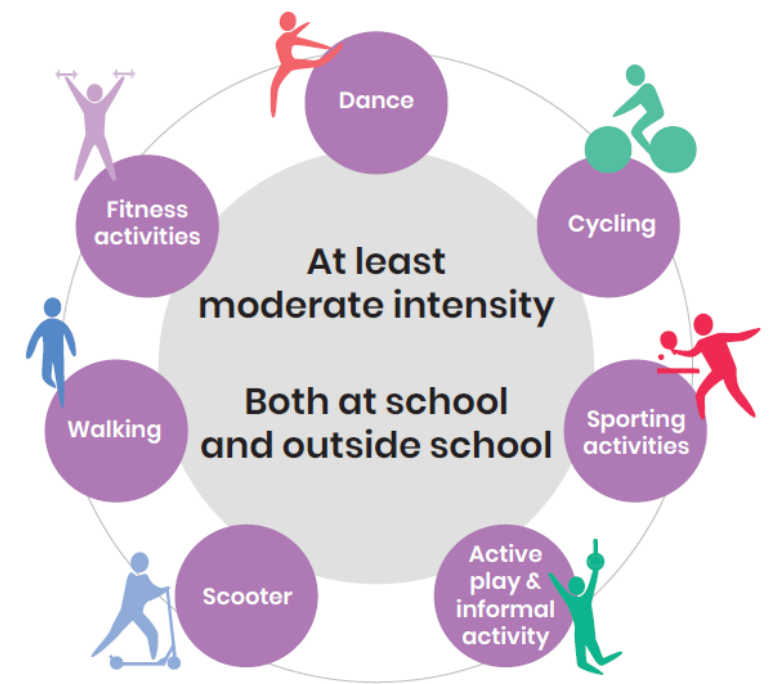 Dance
Cycling
Sporting
activities
Active
play &
informal
activity
Scooter
Walking
Fitness
activities
At least
moderate intensity
Both at school
and outside school